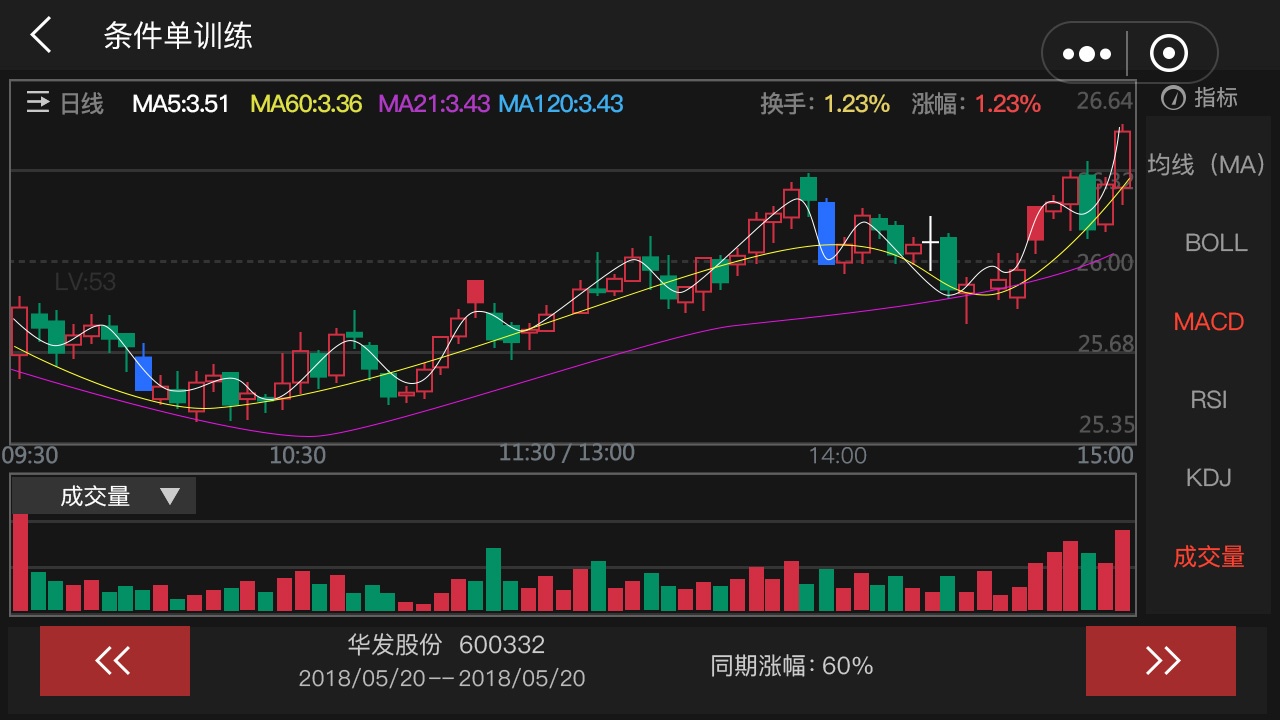 条件单训练
日线 MA5:3.51 MA60:3.36 MA21:3.43 MA120:3.43 换手：1.23% 涨幅：1.23% 26.64
指标
均线（MA）
26.32
BOLL
26.00
LV:53
MACD
25.68
RSI
25.35
09:30 10:30 11:30 / 13:00 14:00 15:00
KDJ
成交量 ▼
成交量
华发股份 600332
2018/05/20--2018/05/20
同期涨幅：60%